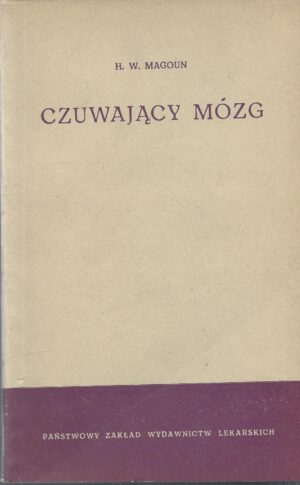 H. W. MAGOUN
CZUWAJĄCY MÓZG
PAŃSTWOWY ZAKŁAD WYDAWNICTW LEKARSKICH